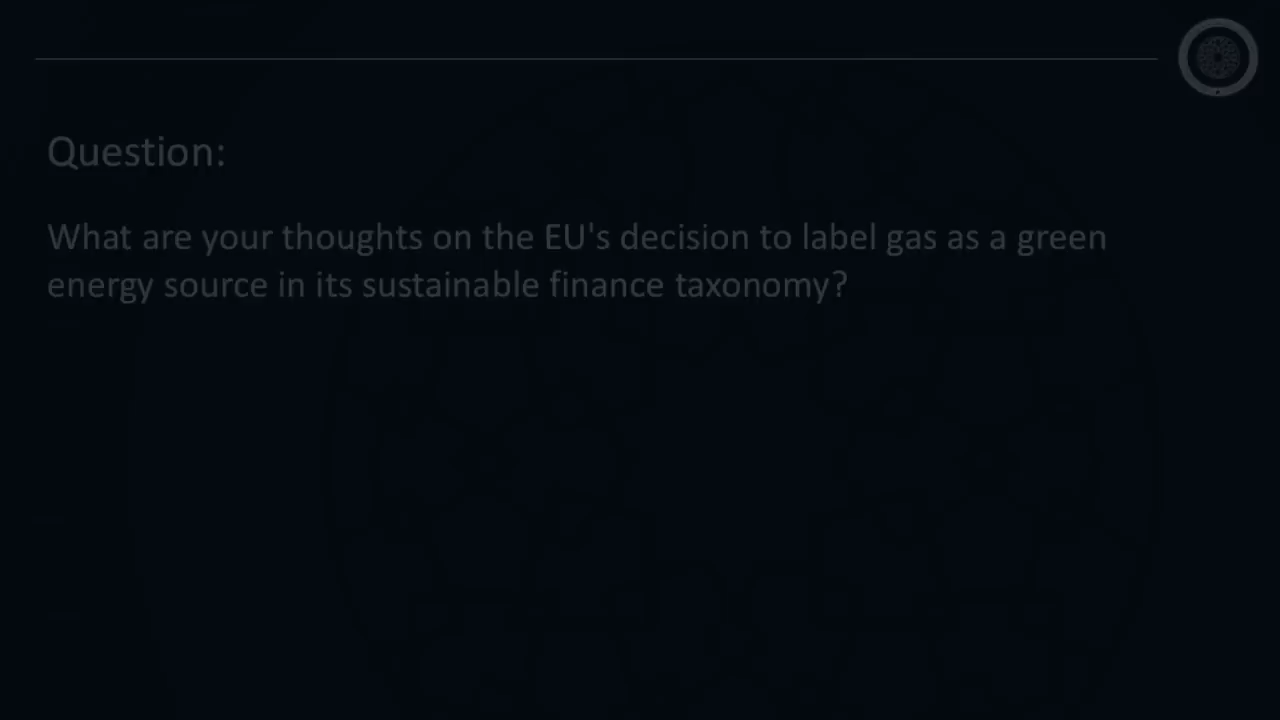 Question:
What are your thoughts on the EU's decision to label gas as a green
energy source in its sustainable finance taxonomy?